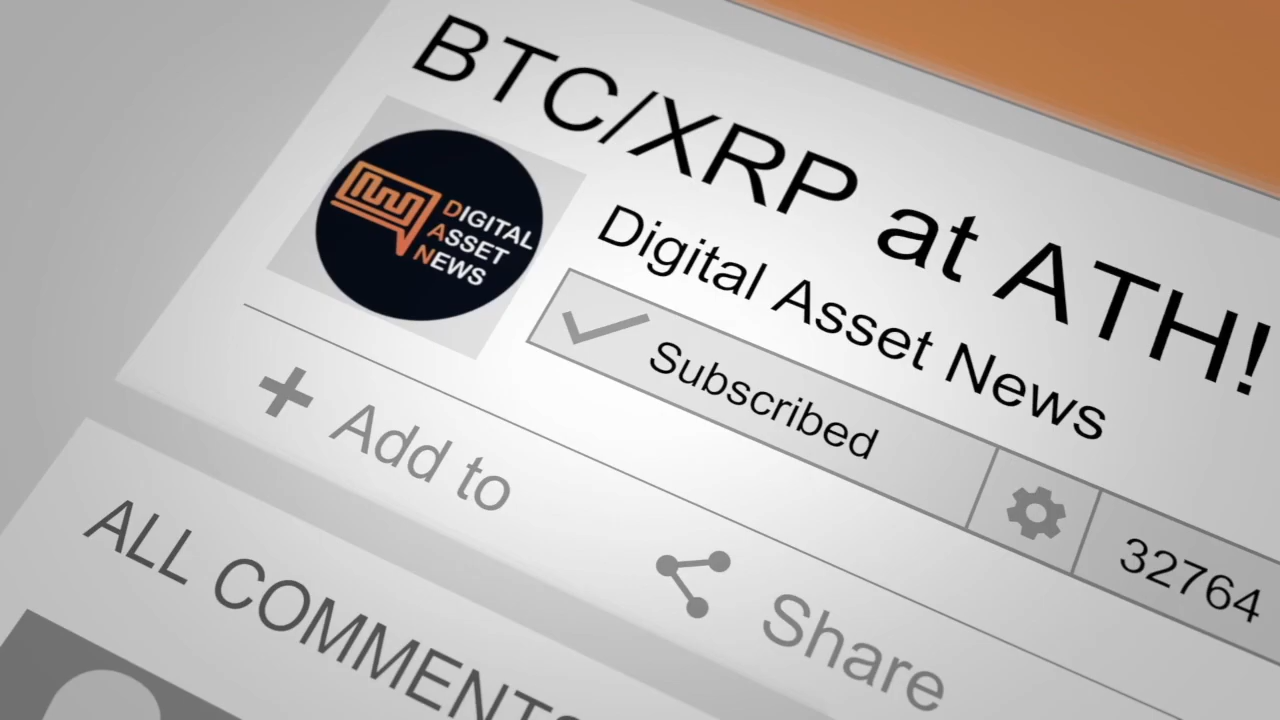 BTC/XRP at ATH!
DIGITAL
ASSET
NEWS
Digital Asset News
Subscribed
32764
Add to
Share
ALL COMMENTS